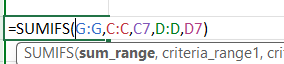 =SUMIFS(G:G,C:C,C7,D:D,D7)
SUMIFS(sum_range, criteria_range1, cri